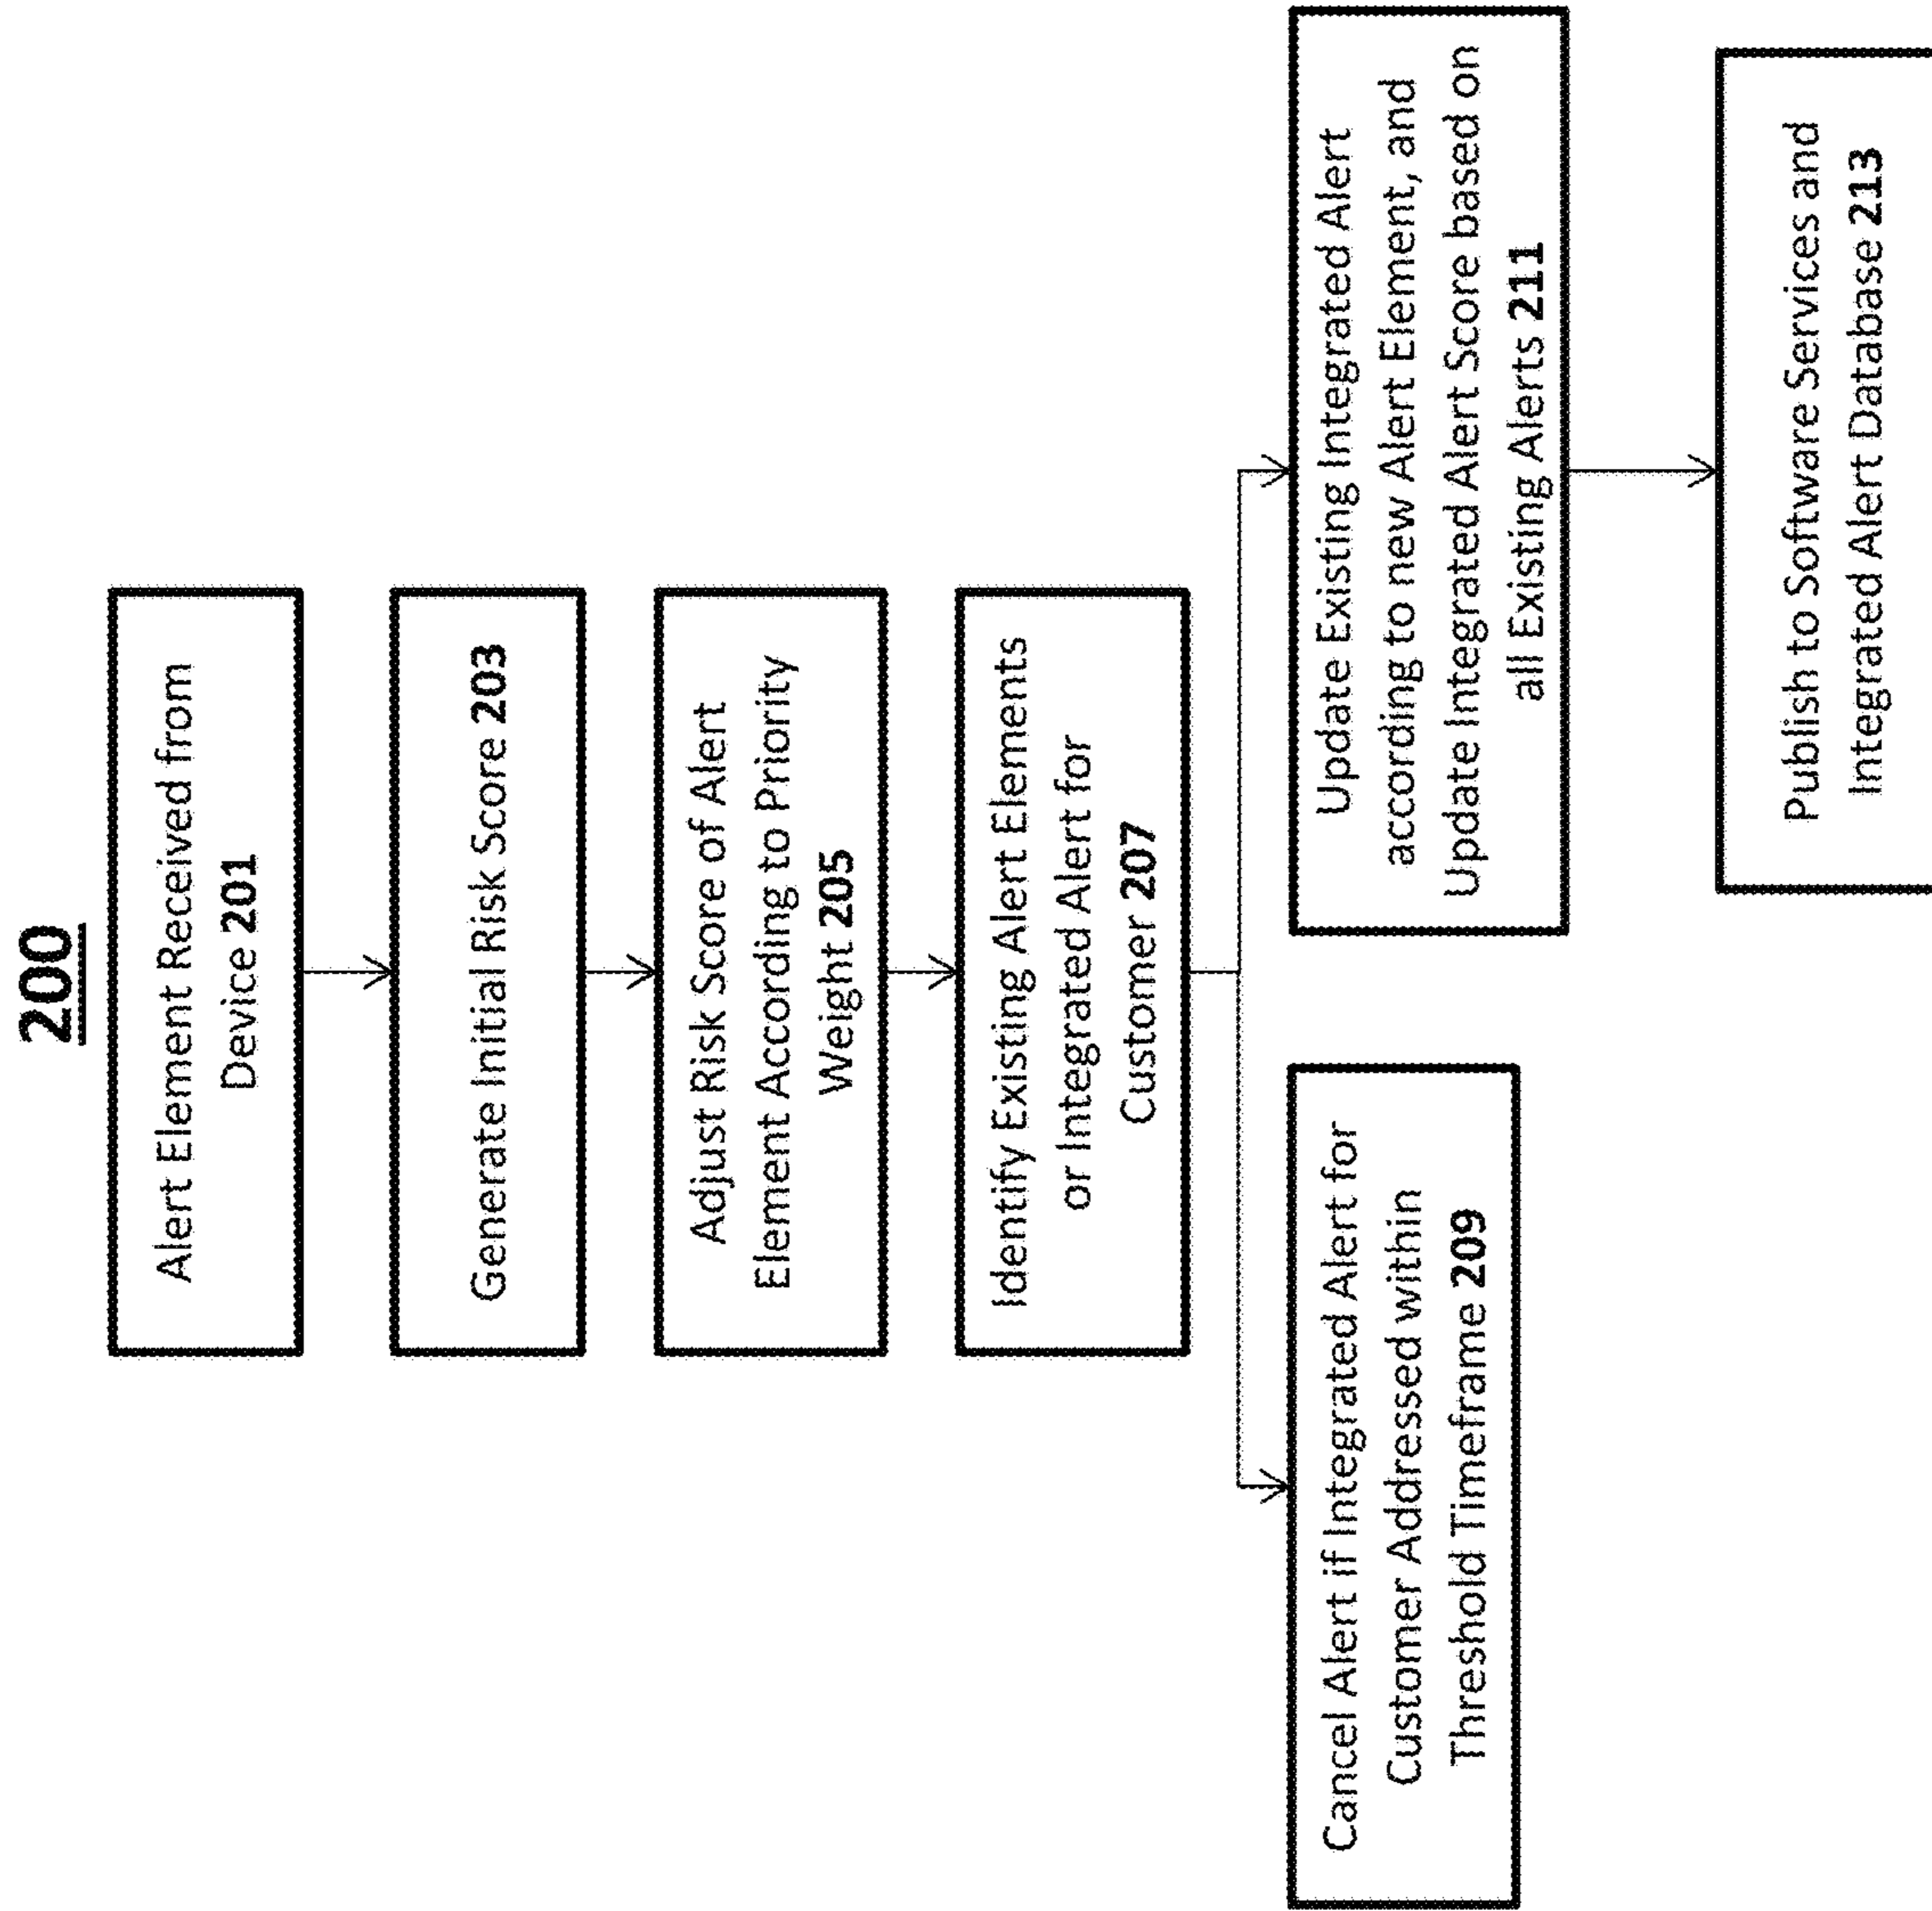 200
Alert Element Received from
Device 201
Generate Initial Risk Score 203
Adjust Risk Score of Alert
Element According to Priority
Weight 205
Identify Existing Alert Elements
or Integrated Alert for
Customer 207
Cancel Alert if Integrated Alert for
Customer Addressed within
Threshold Timeframe 209
Update Existing Integrated Alert
according to new Alert Element, and
Update Integrated Alert Score based on
all Existing Alerts 211
Publish to Software Services and
Integrated Alert Database 213